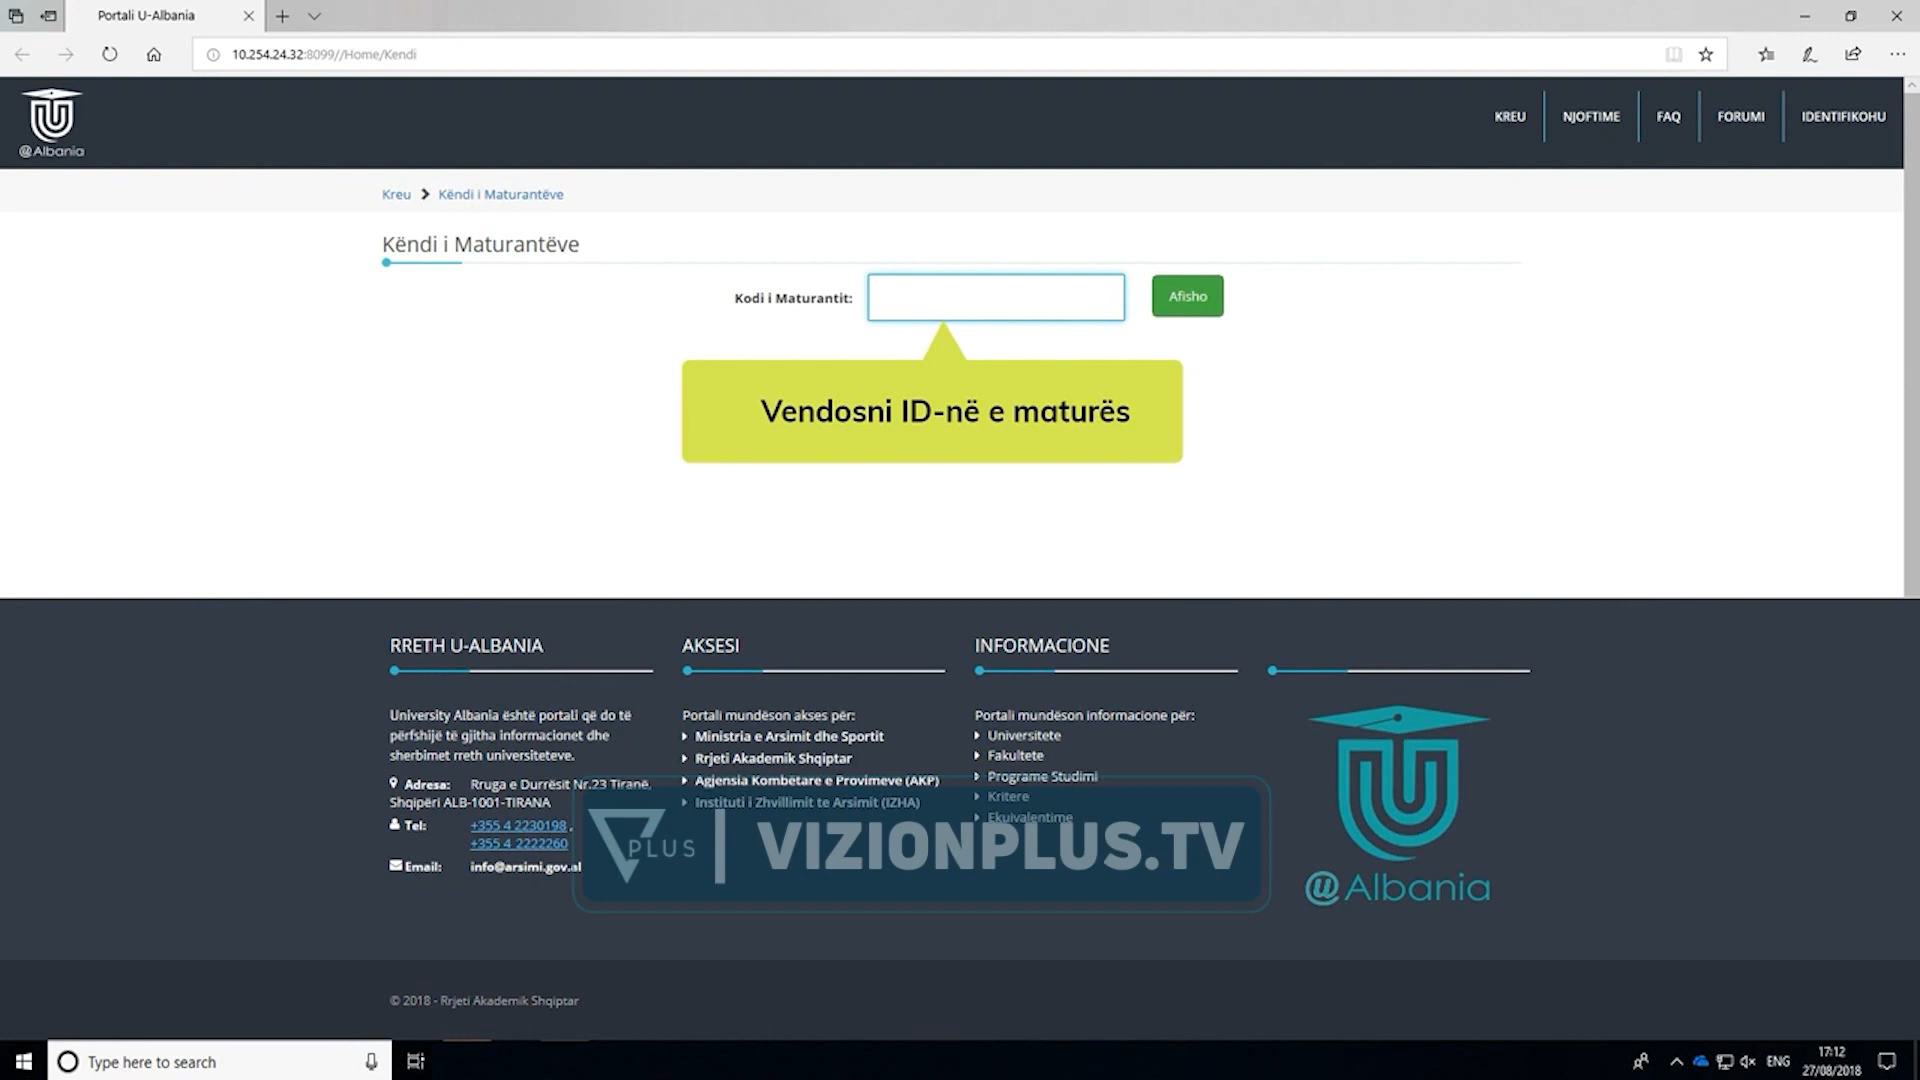 Portali U-Albania
10.254.24.32:8099//Home/Kendi
@Albania
KREU
NJOFTIME
FAQ
FORUMI
IDENTIFIKOHU
Kreu
Këndi i Maturantëve
Këndi i Maturantëve
Kodi i Maturantit:
Afisho
Vendosni ID-në e maturës
RRETH U-ALBANIA
University Albania është portali që do të
përfshijë të gjitha informacionet dhe
sherbimet rreth universiteteve.
Adresa: Rruga e Durrësit Nr.23 Tiranë,
Shqipëri ALB-1001-TIRANA
Tel: +355 4 2230198 ,
+355 4 2222260
Email: info@arsimi.gov.al
AKSESI
Portali mundëson akses për:
Ministria e Arsimit dhe Sportit
Rrjeti Akademik Shqiptar
Agjensia Kombëtare e Provimeve (AKP)
Instituti i Zhvillimit te Arsimit (IZHA)
INFORMACIONE
Portali mundëson informacione për:
Universitete
Fakultete
Programe Studimi
Kritere
Ekuivalentime
@Albania
PLUS | VIZIONPLUS.TV
© 2018 - Rrjeti Akademik Shqiptar
Type here to search
ENG
17:12
27/08/2018